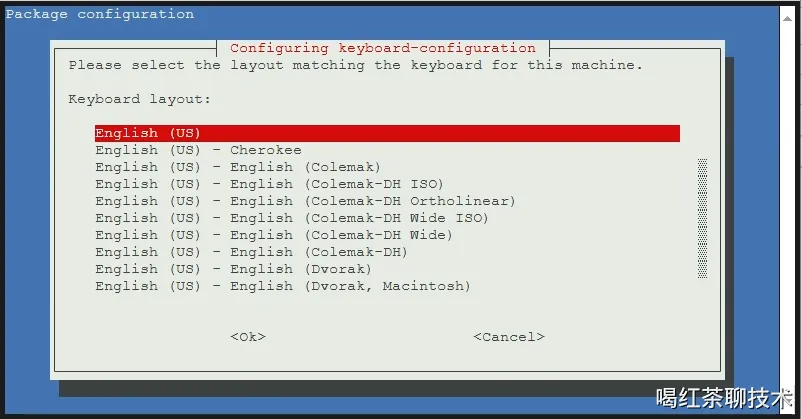 Package configuration
Configuring keyboard-configuration
Please select the layout matching the keyboard for this machine.
Keyboard layout:
English (US)
English (US) - Cherokee
English (US) - English (Colemak)
English (US) - English (Colemak-DH ISO)
English (US) - English (Colemak-DH Ortholinear)
English (US) - English (Colemak-DH Wide ISO)
English (US) - English (Colemak-DH Wide)
English (US) - English (Colemak-DH)
English (US) - English (Dvorak)
English (US) - English (Dvorak, Macintosh)
<Ok> <Cancel>
喝红茶聊技术